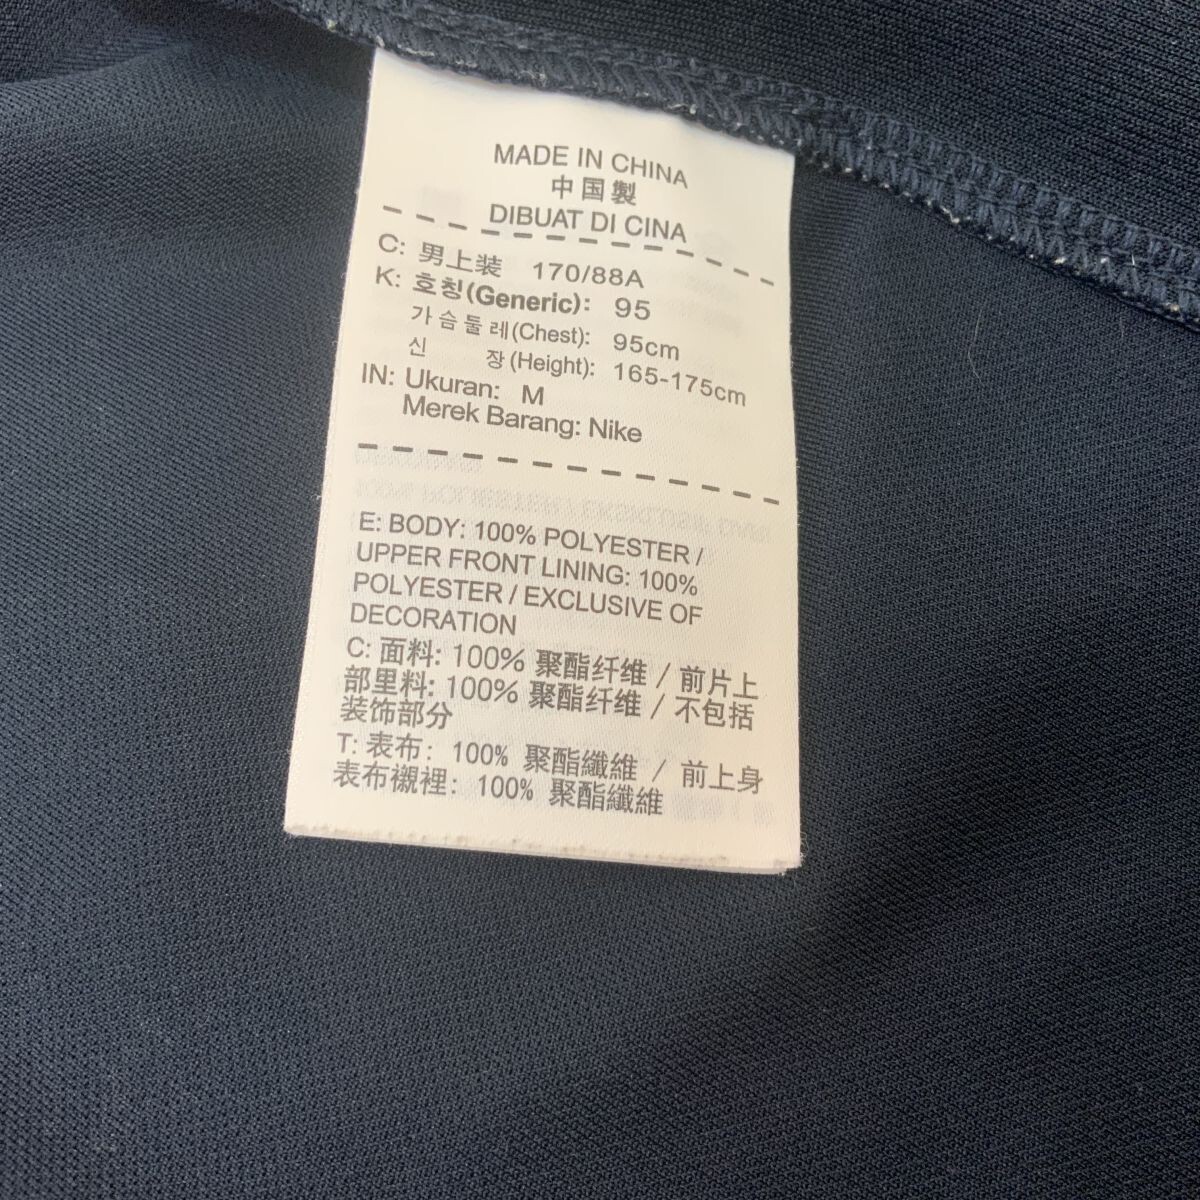 MADE IN CHINA
中国製
DIBUAT DI CINA
C: 男上装 170/88A
K: 호칭(Generic): 95
가슴둘레(Chest): 95cm
신 장(Height): 165-175cm
IN: Ukuran: M
Merek Barang: Nike
E: BODY: 100% POLYESTER /
UPPER FRONT LINING: 100%
POLYESTER / EXCLUSIVE OF
DECORATION
C: 面料: 100% 聚酯纤维 / 前片上
部里料: 100% 聚酯纤维 / 不包括
装饰部分
T: 表布: 100% 聚酯纖維 / 前上身
表布襯裡: 100% 聚酯纖維